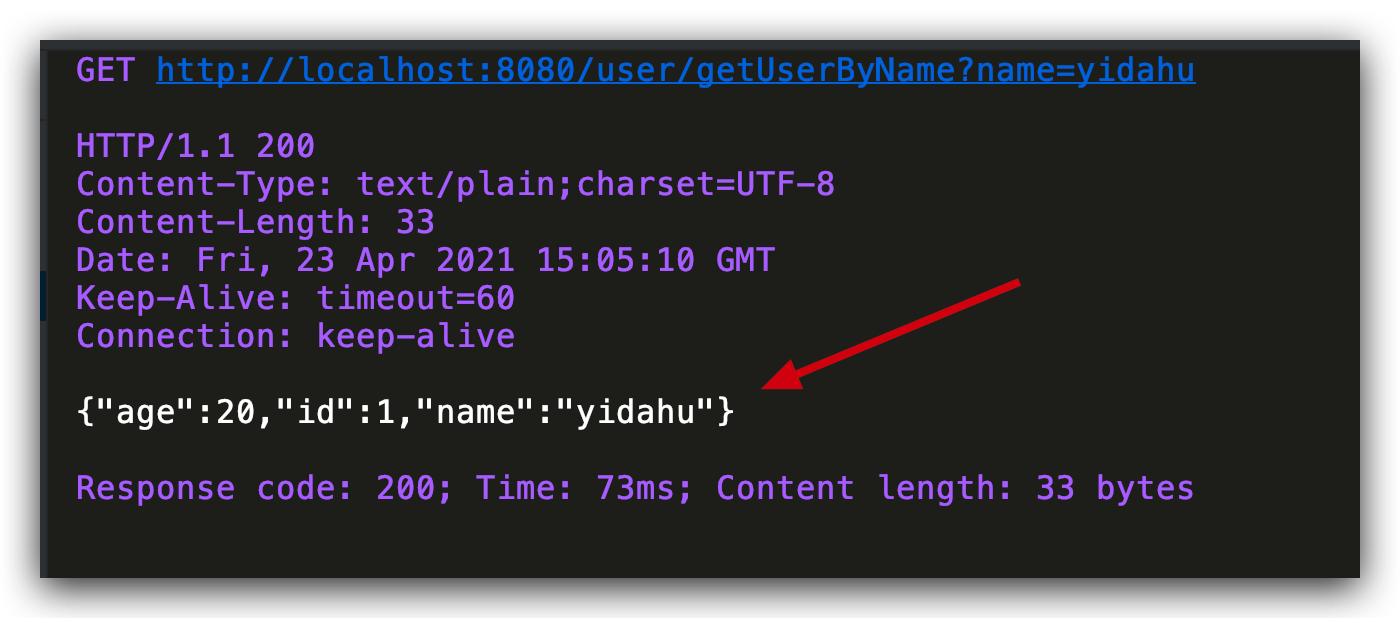 GET http://localhost:8080/user/getUserByName?name=yidahu
HTTP/1.1 200
Content-Type: text/plain;charset=UTF-8
Content-Length: 33
Date: Fri, 23 Apr 2021 15:05:10 GMT
Keep-Alive: timeout=60
Connection: keep-alive
{"age":20,"id":1,"name":"yidahu"}
Response code: 200; Time: 73ms; Content length: 33 bytes